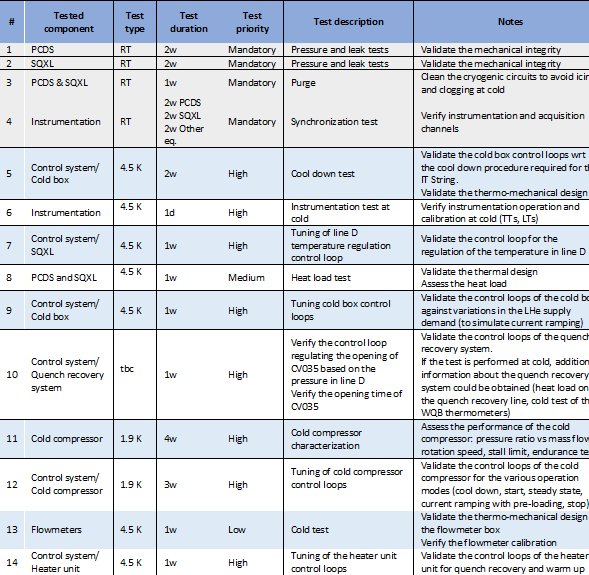 # Tested component Test type Test duration Test priority Test description Notes
1 PCDS RT 2w Mandatory Pressure and leak tests Validate the mechanical integrity
2 SQXL RT 2w Mandatory Pressure and leak tests Validate the mechanical integrity
3 PCDS & SQXL RT 1w Mandatory Purge Clean the cryogenic circuits to avoid icin
and clogging at cold
4 Instrumentation RT 2w PCDS
2w SQXL
2w Other
eq. Mandatory Synchronization test Verify instrumentation and acquisition
channels
5 Control system/
Cold box 4.5 K 2w High Cool down test Validate the cold box control loops wrt
the cool down procedure required for th
IT String.
Validate the thermo-mechanical design
6 Instrumentation 4.5 K 1d High Instrumentation test at
cold Verify instrumentation operation and
calibration at cold (TTs, LTs)
7 Control system/
SQXL 4.5 K 1w High Tuning of line D
temperature regulation
control loop Validate the control loop for the
regulation of the temperature in line D
8 PCDS and SQXL 4.5 K 1w Medium Heat load test Validate the thermal design
Assess the heat load
9 Control system/
Cold box 4.5 K 1w High Tuning cold box control
loops Validate the control loops of the cold bo
against variations in the LHe supply
demand (to simulate current ramping)
10 Control system/
Quench recovery
system tbc 1w High Verify the control loop
regulating the opening of
CV035 based on the
pressure in line D
Verify the opening time of
CV035 Validate the control loops of the quench
recovery system.
If the test is performed at cold, addition
information about the quench recovery
system could be obtained (heat load on
the quench recovery line, cold test of th
WQB thermometers)
11 Cold compressor 1.9 K 4w High Cold compressor
characterization Assess the performance of the cold
compressor: pressure ratio vs mass flow
rotation speed, stall limit, endurance te
12 Control system/
Cold compressor 1.9 K 3w High Tuning of cold compressor
control loops Validate the control loops of the cold
compressor for the various operation
modes (cool down, start, steady state,
current ramping with pre-loading, stop)
13 Flowmeters 4.5 K 1w Low Cold test Validate the thermo-mechanical design
the flowmeter box
Verify the flowmeter calibration
14 Control system/
Heater unit 4.5 K 1w High Tuning of the heater unit
control loops Validate the control loops of the heater
unit for quench recovery and warm up